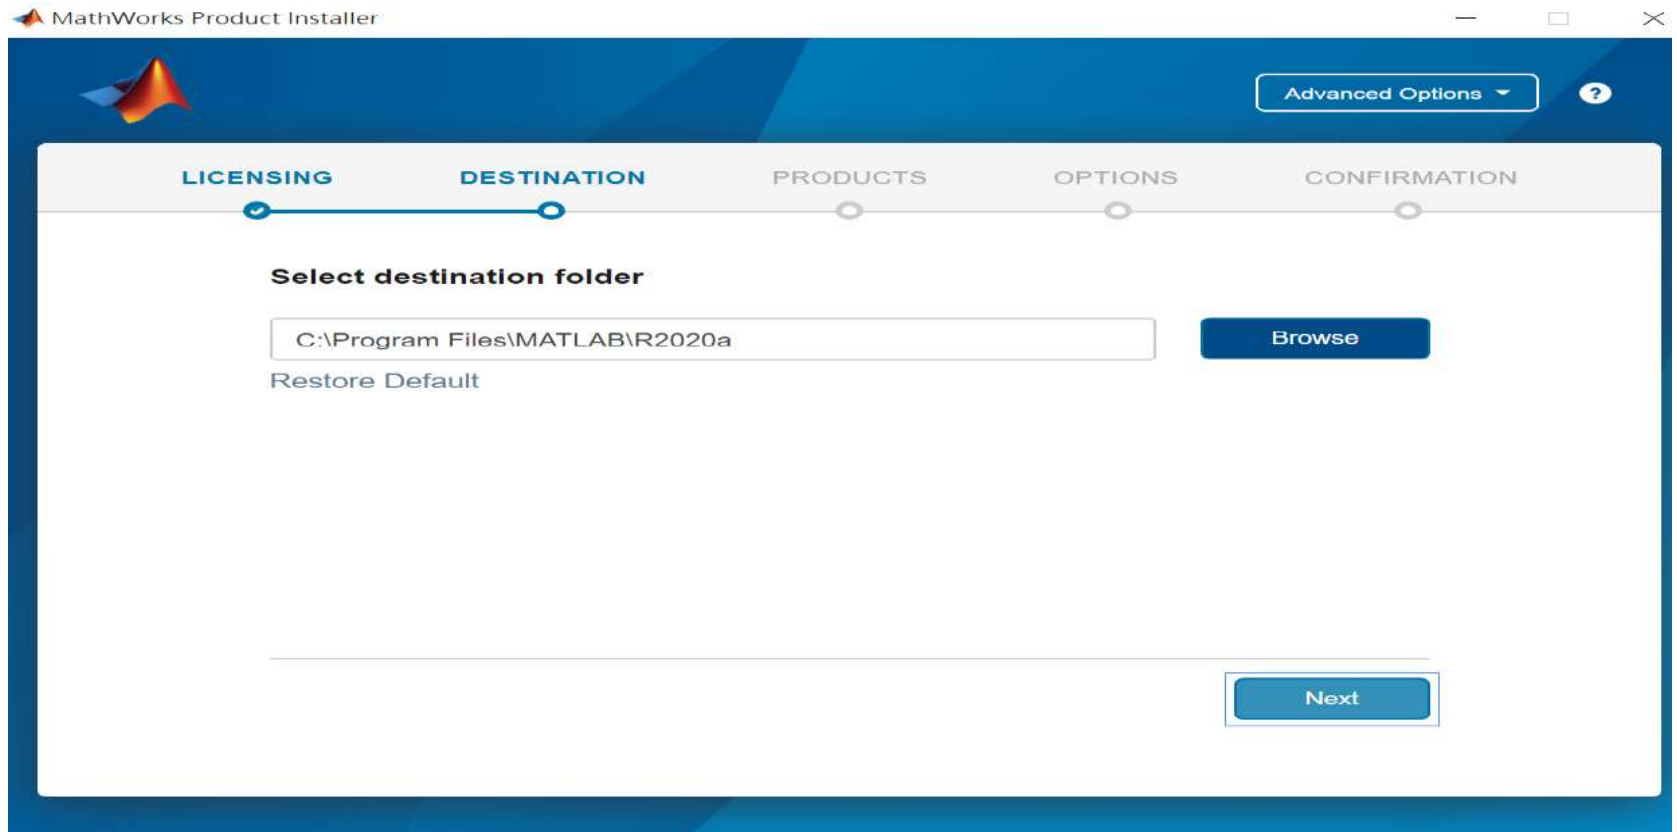 MathWorks Product Installer
Advanced Options
?
LICENSING DESTINATION PRODUCTS OPTIONS CONFIRMATION
Select destination folder
C:\Program Files\MATLAB\R2020a
Browse
Restore Default
Next